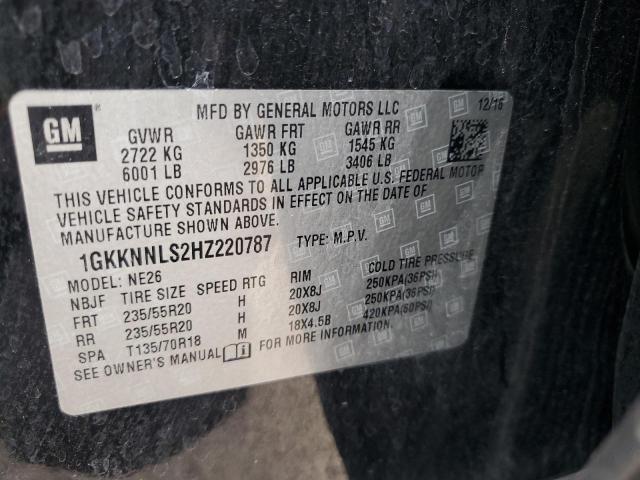 GM
MFD BY GENERAL MOTORS LLC 12/16
GVWR GAWR FRT GAWR RR
2722 KG 1350 KG 1545 KG
6001 LB 2976 LB 3406 LB
THIS VEHICLE CONFORMS TO ALL APPLICABLE U.S. FEDERAL MOTOR
VEHICLE SAFETY STANDARDS IN EFFECT ON THE DATE OF
MANUFACTURE SHOWN ABOVE.
1GKKNNLS2HZ220787 TYPE: M.P.V.
MODEL: NE26
NBJF TIRE SIZE SPEED RTG RIM COLD TIRE PRESSURE
FRT 235/55R20 H 20X8J 250KPA(36PSI)
RR 235/55R20 H 20X8J 250KPA(36PSI)
SPA T135/70R18 M 18X4.5B 420KPA(60PSI)
SEE OWNER'S MANUAL FOR MORE INFORMATION.